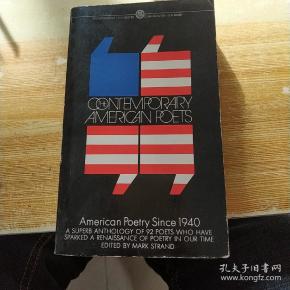 THE
CONTEMPORARY
AMERICAN POETS
American Poetry Since 1940
A SUPERB ANTHOLOGY OF 92 POETS WHO HAVE
SPARKED A RENAISSANCE OF POETRY IN OUR TIME
EDITED BY MARK STRAND
孔夫子旧书网